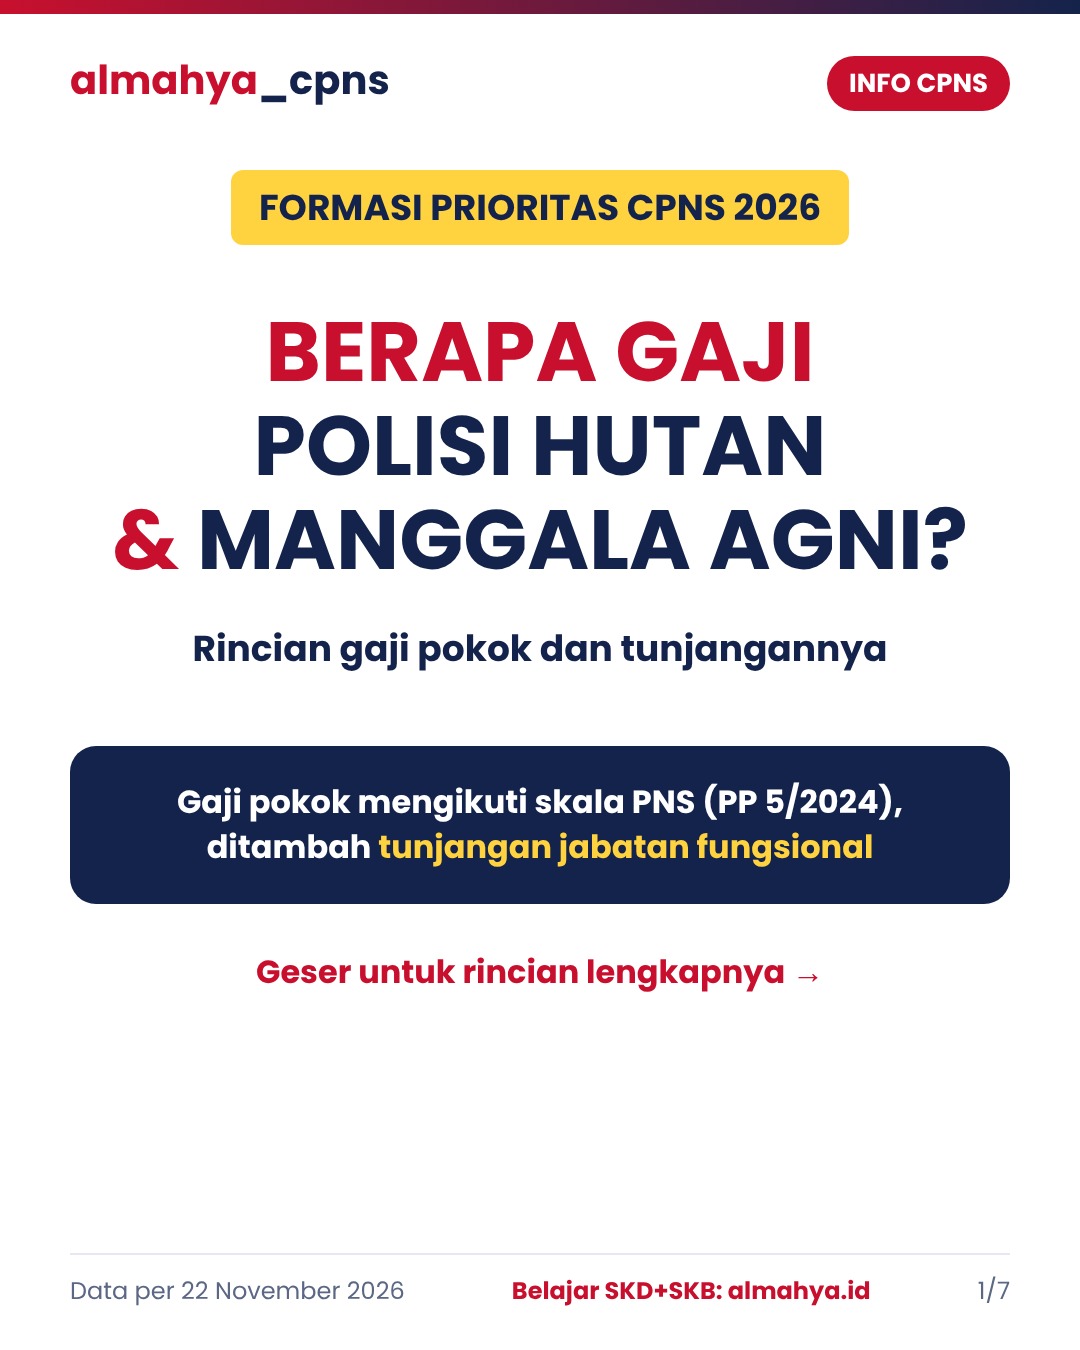 almahya_cpns
INFO CPNS
FORMASI PRIORITAS CPNS 2026
BERAPA GAJI
POLISI HUTAN
& MANGGALA AGNI?
Rincian gaji pokok dan tunjangannya
Gaji pokok mengikuti skala PNS (PP 5/2024),
ditambah tunjangan jabatan fungsional
Geser untuk rincian lengkapnya →
Data per 22 November 2026
Belajar SKD+SKB: almahya.id
1/7